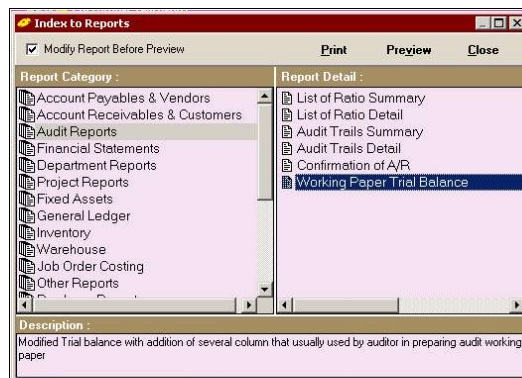 Index to Reports
Modify Report Before Preview
Print Preview Close
Report Category :
Account Payables & Vendors
Account Receivables & Customers
Audit Reports
Financial Statements
Department Reports
Project Reports
Fixed Assets
General Ledger
Inventory
Warehouse
Job Order Costing
Other Reports
Report Detail :
List of Ratio Summary
List of Ratio Detail
Audit Trails Summary
Audit Trails Detail
Confirmation of A/R
Working Paper Trial Balance
Description :
Modified Trial balance with addition of several column that usually used by auditor in preparing audit working
paper